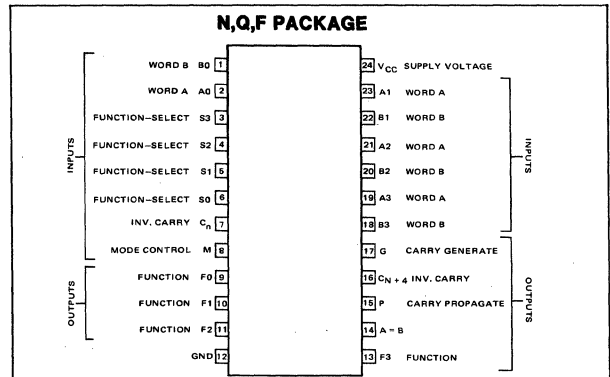 N,Q,F PACKAGE
WORD B B0 1
WORD A A0 2
FUNCTION-SELECT S3 3
FUNCTION-SELECT S2 4
FUNCTION-SELECT S1 5
FUNCTION-SELECT S0 6
INV. CARRY Cn 7
MODE CONTROL M 8
FUNCTION F0 9
FUNCTION F1 10
FUNCTION F2 11
GND 12
INPUTS
OUTPUTS
24 VCC SUPPLY VOLTAGE
23 A1 WORD A
22 B1 WORD B
21 A2 WORD A
20 B2 WORD B
19 A3 WORD A
18 B3 WORD B
17 G CARRY GENERATE
16 CN + 4 INV. CARRY
15 P CARRY PROPAGATE
14 A = B
13 F3 FUNCTION
INPUTS
OUTPUTS